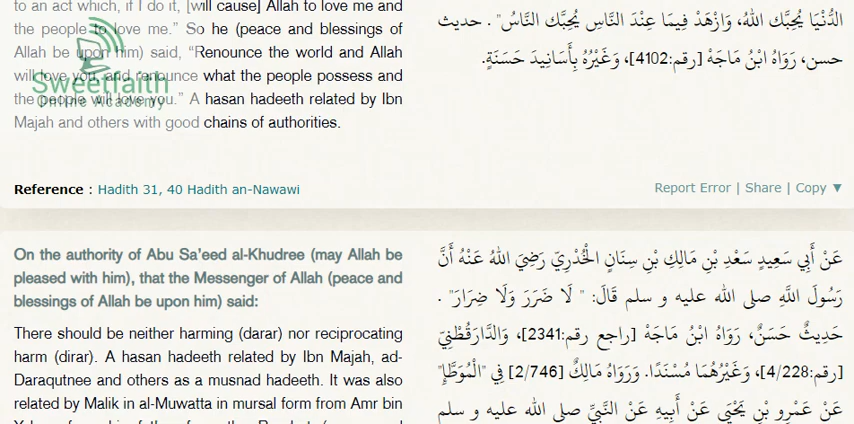 to an act which, if I do it, [will cause] Allah to love me and
the people to love me.” So he (peace and blessings of
Allah be upon him) said, “Renounce the world and Allah
will love you, and renounce what the people possess and
the people will love you.” A hasan hadeeth related by Ibn
Majah and others with good chains of authorities.
الدُّنْيَا يُحِبَّك اللهُ، وَازْهَدْ فِيمَا عِنْدَ النَّاسِ يُحِبَّك النَّاسُ" . حديث
حسن، رَوَاهُ ابْنُ مَاجَهْ [رقم:4102]، وَغَيْرُهُ بِأَسَانِيدَ حَسَنَةٍ.
Sweetfaith
Online Academy
Reference : Hadith 31, 40 Hadith an-Nawawi
Report Error | Share | Copy ▼
On the authority of Abu Sa’eed al-Khudree (may Allah be
pleased with him), that the Messenger of Allah (peace and
blessings of Allah be upon him) said:
There should be neither harming (darar) nor reciprocating
harm (dirar). A hasan hadeeth related by Ibn Majah, ad-
Daraqutnee and others as a musnad hadeeth. It was also
related by Malik in al-Muwatta in mursal form from Amr bin
عَنْ أَبِي سَعِيدٍ سَعْدِ بْنِ مَالِكِ بْنِ سِنَانٍ الْخُدْرِيّ رَضِيَ اللهُ عَنْهُ أَنَّ
رَسُولَ اللَّهِ صلى الله عليه و سلم قَالَ: " لَا ضَرَرَ وَلَا ضِرَارَ" .
حَدِيثٌ حَسَنٌ، رَوَاهُ ابْنُ مَاجَهْ [راجع رقم:2341]، وَالدَّارَقُطْنِيّ
[رقم:4/228]، وَغَيْرُهُمَا مُسْنَدًا. وَرَوَاهُ مَالِكٌ [2/746] فِي "الْمُوَطَّإِ"
عَنْ عَمْرِو بْنِ يَحْيَى عَنْ أَبِيهِ عَنْ النَّبِيِّ صلى الله عليه و سلم